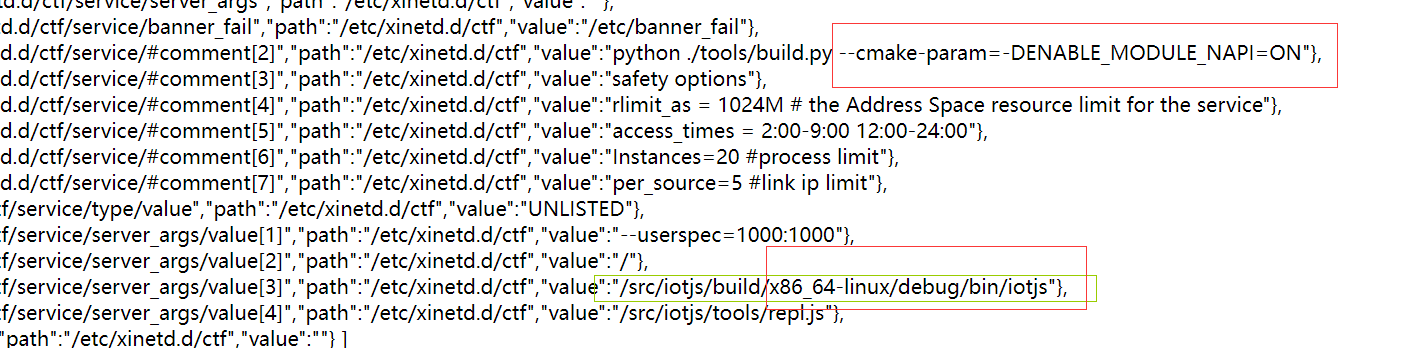 td.d/ctf/service/server_args","path":"/etc/xinetd.d/ctf","value":""},
d.d/ctf/service/banner_fail","path":"/etc/xinetd.d/ctf","value":"/etc/banner_fail"},
d.d/ctf/service/#comment[2]","path":"/etc/xinetd.d/ctf","value":"python ./tools/build.py --cmake-param=-DENABLE_MODULE_NAPI=ON"},
d.d/ctf/service/#comment[3]","path":"/etc/xinetd.d/ctf","value":"safety options"},
d.d/ctf/service/#comment[4]","path":"/etc/xinetd.d/ctf","value":"rlimit_as = 1024M # the Address Space resource limit for the service"},
d.d/ctf/service/#comment[5]","path":"/etc/xinetd.d/ctf","value":"access_times = 2:00-9:00 12:00-24:00"},
d.d/ctf/service/#comment[6]","path":"/etc/xinetd.d/ctf","value":"Instances=20 #process limit"},
d.d/ctf/service/#comment[7]","path":"/etc/xinetd.d/ctf","value":"per_source=5 #link ip limit"},
tf/service/type/value","path":"/etc/xinetd.d/ctf","value":"UNLISTED"},
f/service/server_args/value[1]","path":"/etc/xinetd.d/ctf","value":"--userspec=1000:1000"},
f/service/server_args/value[2]","path":"/etc/xinetd.d/ctf","value":"/"},
f/service/server_args/value[3]","path":"/etc/xinetd.d/ctf","value":"/src/iotjs/build/x86_64-linux/debug/bin/iotjs"},
f/service/server_args/value[4]","path":"/etc/xinetd.d/ctf","value":"/src/iotjs/tools/repl.js"},
"path":"/etc/xinetd.d/ctf","value":""} ]